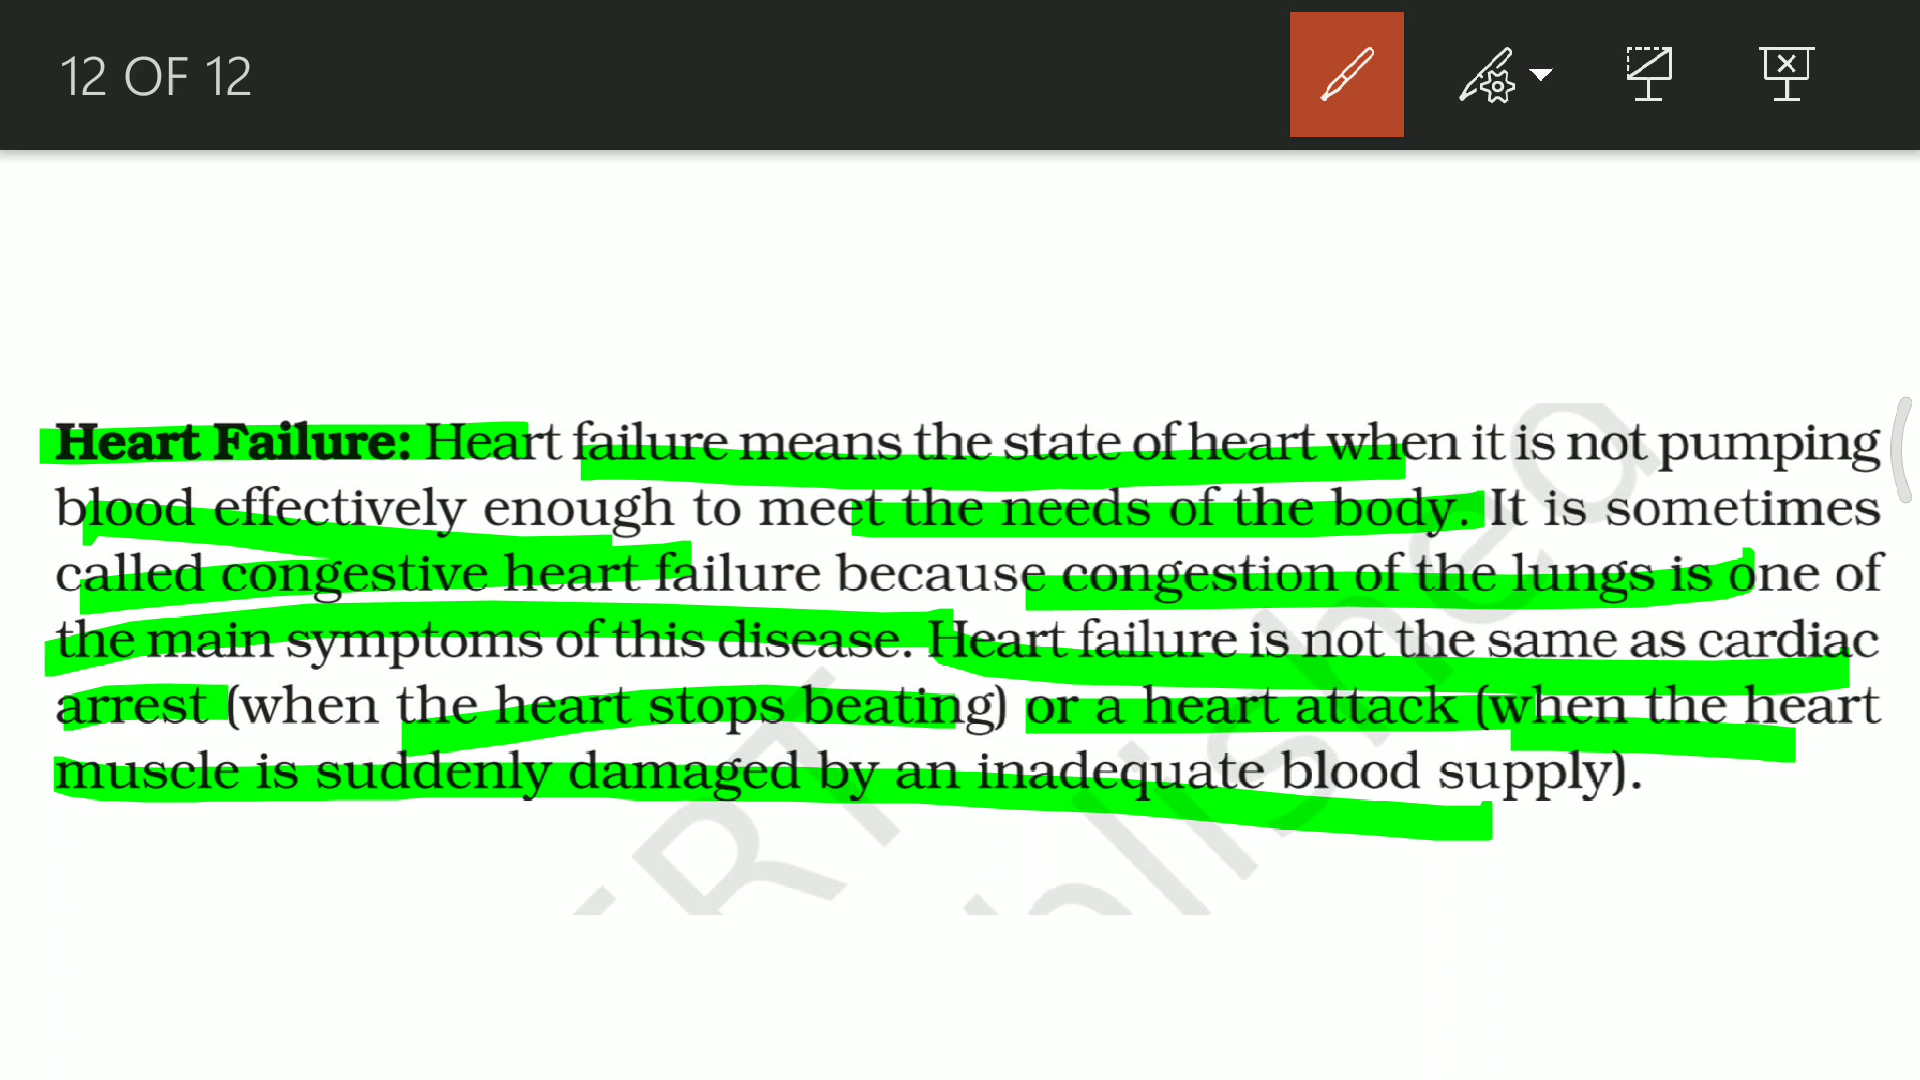 12 OF 12
Heart Failure: Heart failure means the state of heart when it is not pumping
blood effectively enough to meet the needs of the body. It is sometimes
called congestive heart failure because congestion of the lungs is one of
the main symptoms of this disease. Heart failure is not the same as cardiac
arrest (when the heart stops beating) or a heart attack (when the heart
muscle is suddenly damaged by an inadequate blood supply).